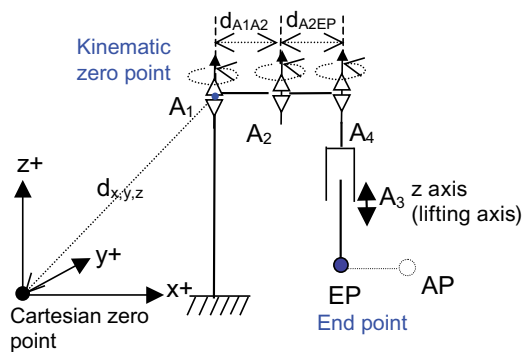 dA1A2 dA2EP
Kinematic
zero point
A1
A2
A4
z+
dx,y,z
A3 z axis
(lifting axis)
y+
x+
EP
AP
Cartesian zero
point
End point